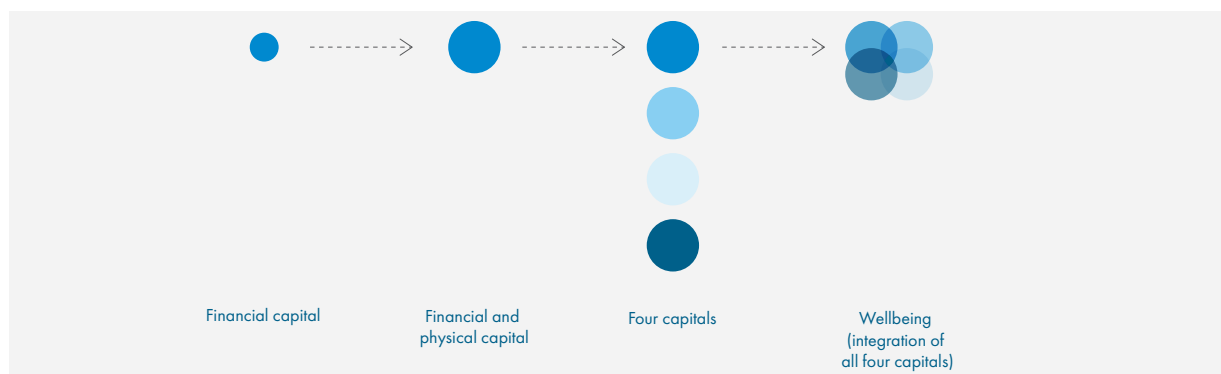 Financial capital
Financial and
physical capital
Four capitals
Wellbeing
(integration of
all four capitals)